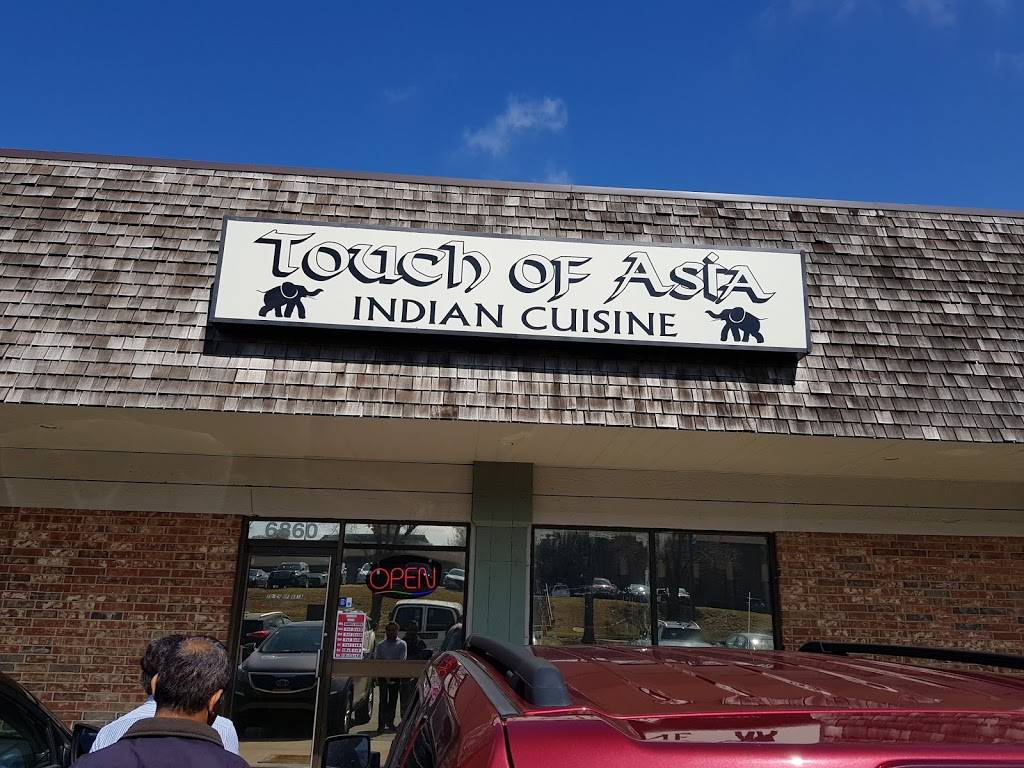 Touch of Asia
INDIAN CUISINE
6860
OPEN